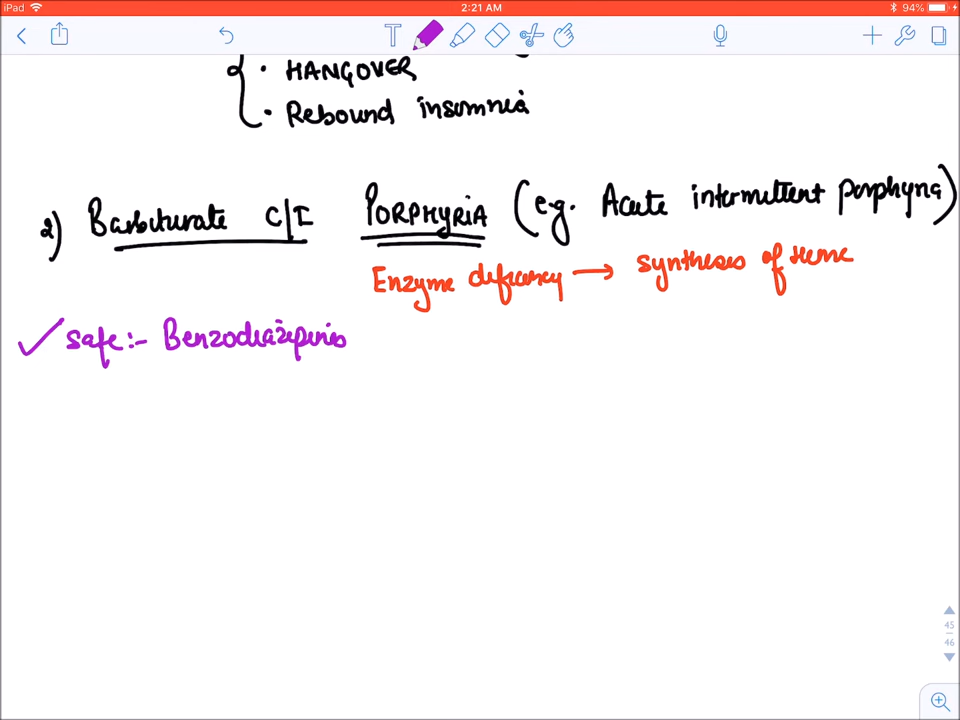 iPad 2:21 AM 94%
T
· HANGOVER
· Rebound insomnia
2) Barbiturate C/I PORPHYRIA (eg. Acute intermittent porphyria)
Enzyme deficiency → synthesis of Heme
✓ safe:- Benzodiazepines
45
46